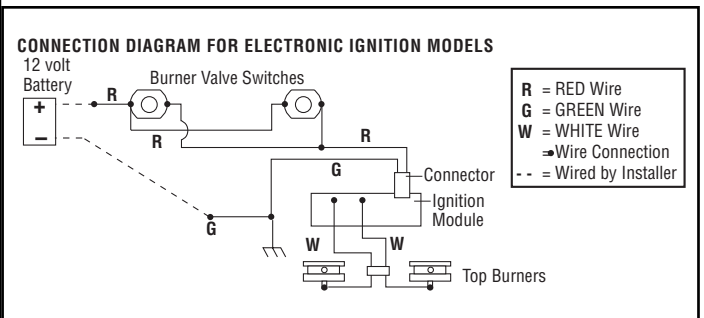 CONNECTION DIAGRAM FOR ELECTRONIC IGNITION MODELS
12 volt
Battery
Burner Valve Switches
+
−
R
R
R
G
G
Connector
Ignition
Module
W
W
Top Burners
R = RED Wire
G = GREEN Wire
W = WHITE Wire
= Wire Connection
- - = Wired by Installer